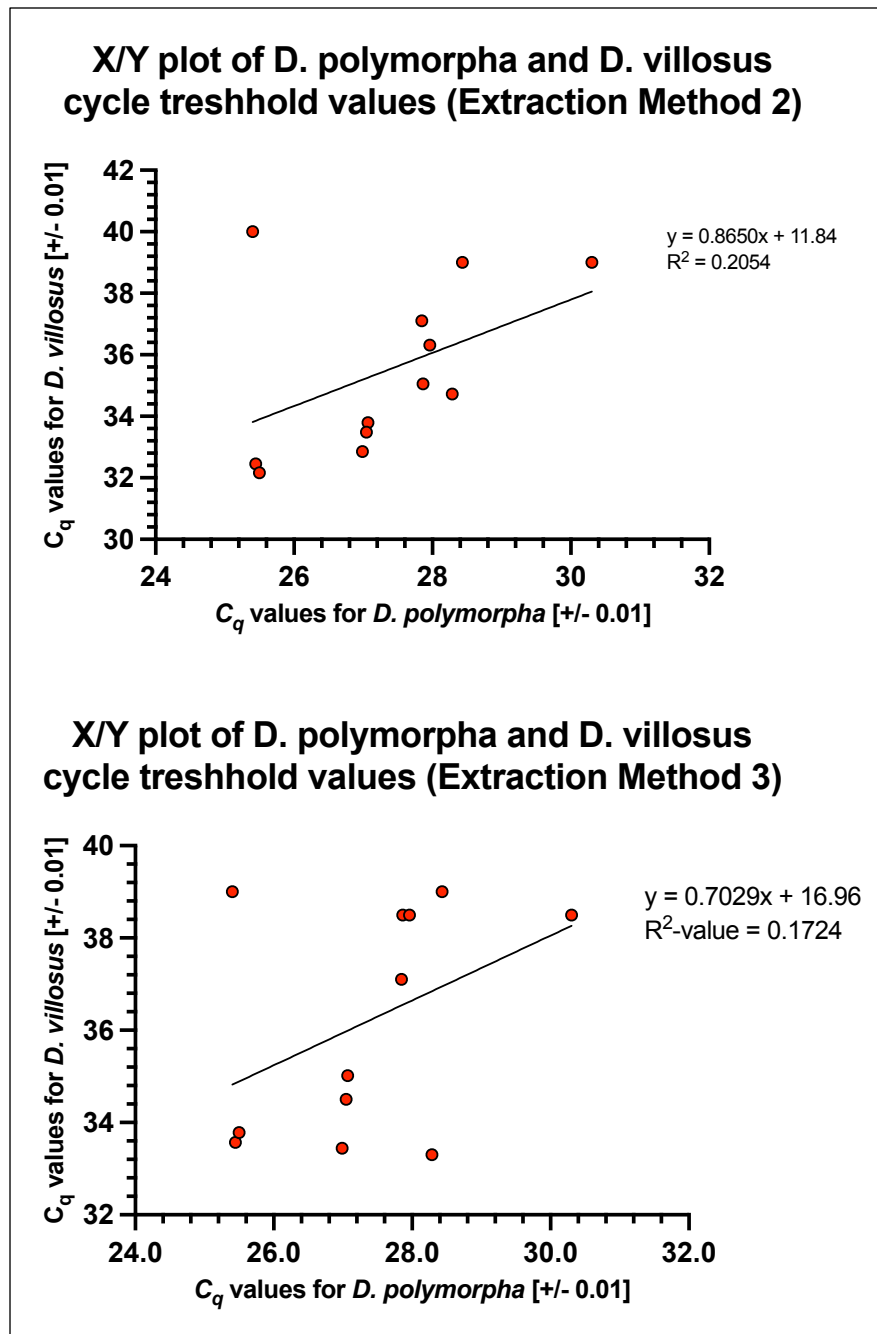 X/Y plot of D. polymorpha and D. villosus
cycle treshhold values (Extraction Method 2)
C_q values for D. villosus [+/- 0.01]
42
40
38
36
34
32
30
y = 0.8650x + 11.84
R² = 0.2054
24 26 28 30 32
C_q values for D. polymorpha [+/- 0.01]
X/Y plot of D. polymorpha and D. villosus
cycle treshhold values (Extraction Method 3)
C_q values for D. villosus [+/- 0.01]
40
38
36
34
32
y = 0.7029x + 16.96
R²-value = 0.1724
24.0 26.0 28.0 30.0 32.0
C_q values for D. polymorpha [+/- 0.01]